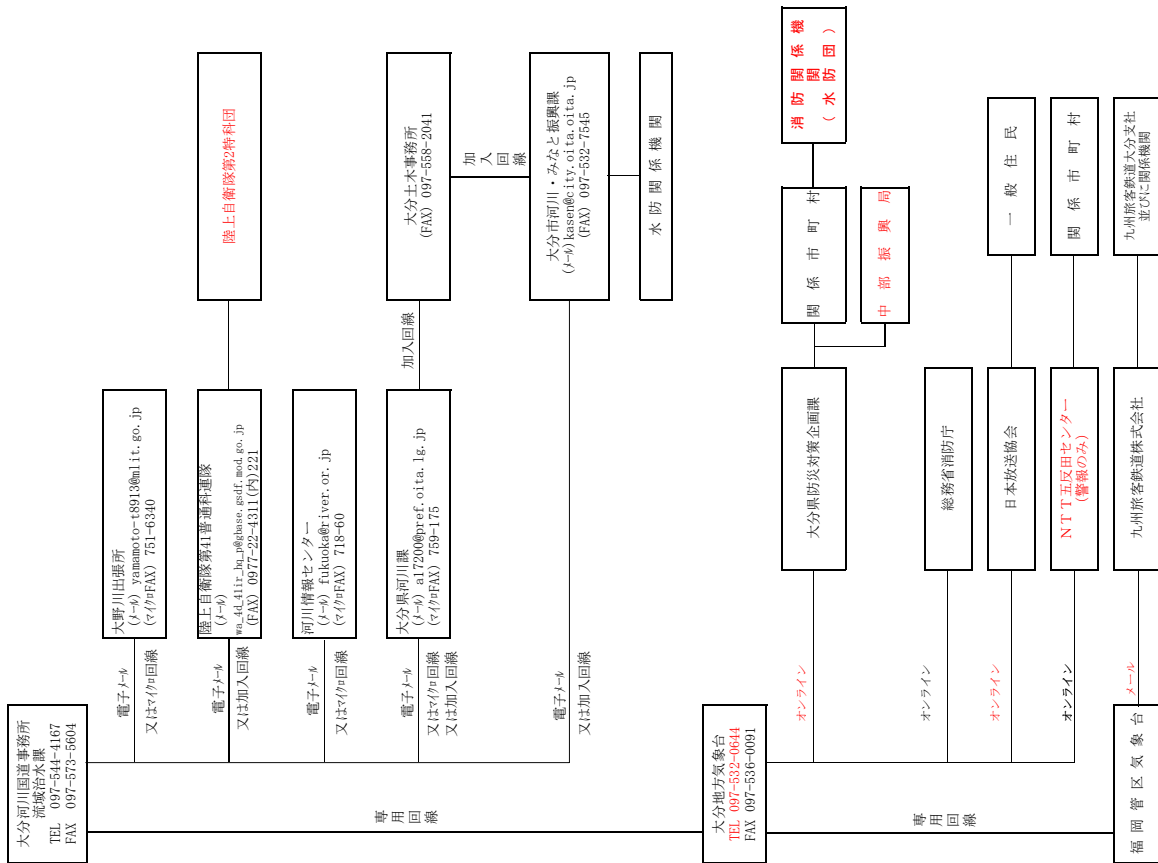 大分河川国道事務所
流域治水課
TEL 097-544-4167
FAX 097-573-5604
専用
回線
電子メール
又はマイクロ回線
大野川出張所
(メール) yamamoto-t8913@mlit.go.jp
(マイクロFAX) 751-6340
電子メール
又は加入回線
陸上自衛隊第41普通科連隊
(メール)
wa_4d_41ir_hq_p@gbase.gsdf.mod.go.jp
(FAX) 0977-22-4311(内)221
陸上自衛隊第2特科団
電子メール
又はマイクロ回線
河川情報センター
(メール) fukuoka@river.or.jp
(マイクロFAX) 718-60
電子メール
又はマイクロ回線
又は加入回線
大分県河川課
(メール) a17200@pref.oita.lg.jp
(マイクロFAX) 759-175
加入回線
大分土木事務所
(FAX) 097-558-2041
加入
回線
電子メール
又は加入回線
大分市河川・みなと振興課
(メール) kasen@city.oita.oita.jp
(FAX) 097-532-7545
水防関係機関
大分地方気象台
TEL 097-532-0644
FAX 097-536-0091
専用
回線
オンライン
大分県防災対策企画課
関係市町村
消防関係機
関
(水防団)
中部振興局
オンライン
総務省消防庁
オンライン
日本放送協会
一般住民
オンライン
NTT五反田センター
(警報のみ)
関係市町村
福岡管区気象台
メール
九州旅客鉄道株式会社
九州旅客鉄道大分支社
並びに関係機関